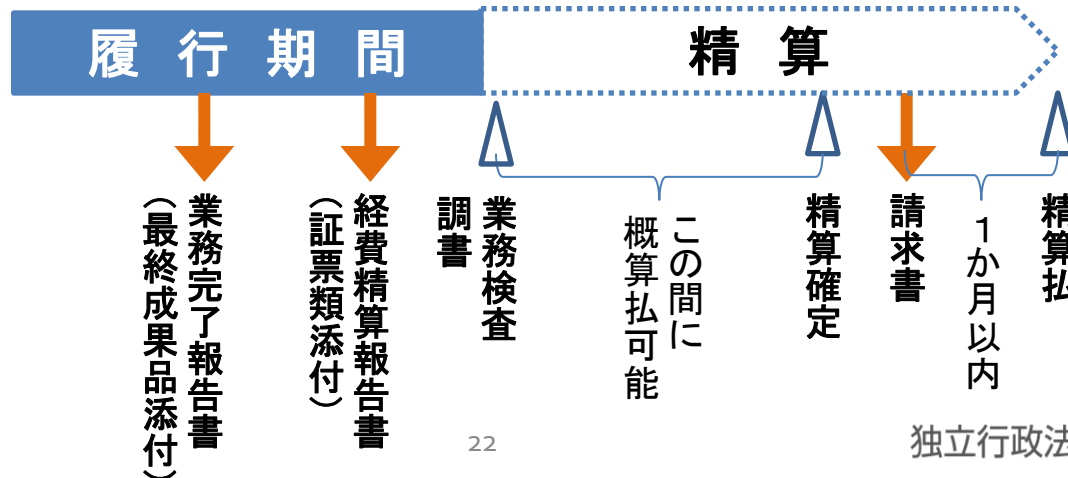 履行期間
精算
業務完了報告書
（最終成果品添付）
経費精算報告書
（証票類添付）
業務検査
調書
この間に
概算払可能
精算確定
請求書
１か月以内
精算払
22
独立行政法